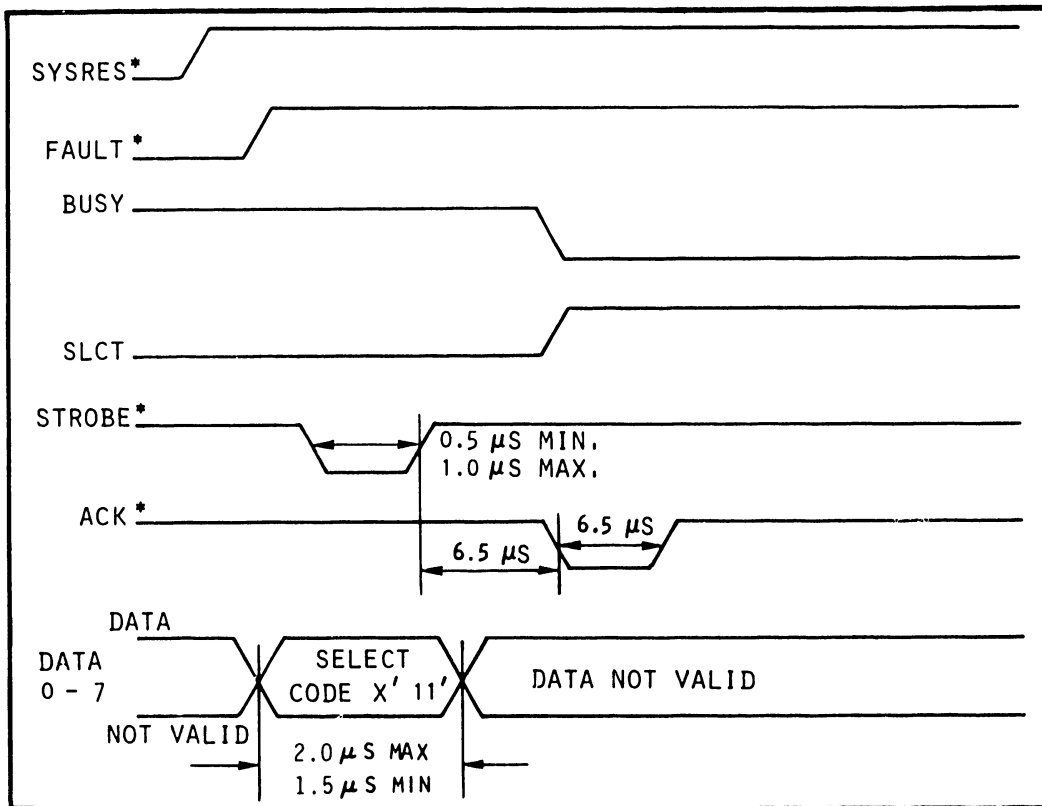 SYSRES*
FAULT*
BUSY
SLCT
STROBE*
0.5 µS MIN.
1.0 µS MAX.
ACK*
6.5 µS
6.5 µS
DATA
DATA
0 - 7
SELECT
CODE X' 11'
DATA NOT VALID
NOT VALID
2.0 µS MAX
1.5 µS MIN